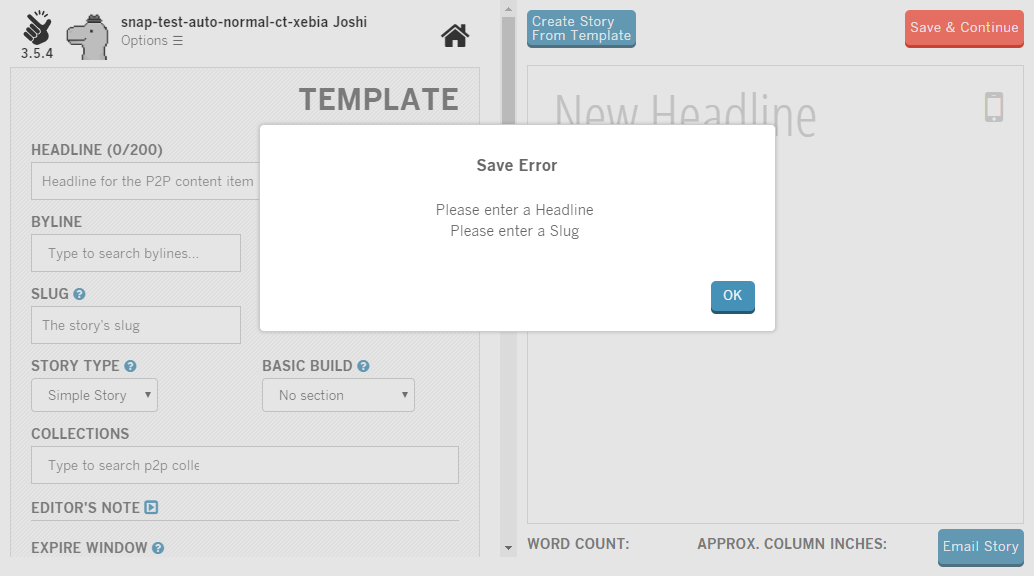 snap-test-auto-normal-ct-xebia Joshi
Options ☰
3.5.4
Create Story
From Template
Save & Continue
TEMPLATE
New Headline
HEADLINE (0/200)
Headline for the P2P content item
BYLINE
Type to search bylines...
SLUG
The story's slug
STORY TYPE
BASIC BUILD
Simple Story
No section
COLLECTIONS
Type to search p2p colle
EDITOR'S NOTE
EXPIRE WINDOW
Save Error
Please enter a Headline
Please enter a Slug
OK
WORD COUNT:
APPROX. COLUMN INCHES:
Email Story